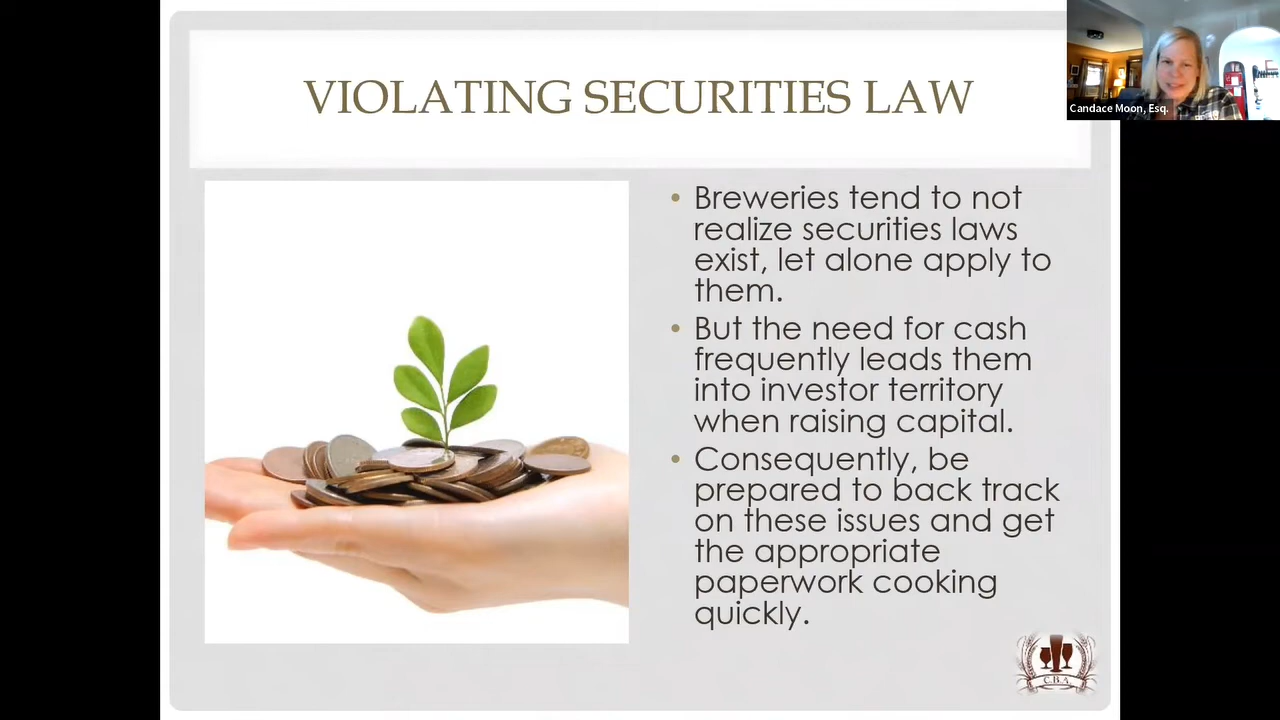 VIOLATING SECURITIES LAW
Candace Moon, Esq.
• Breweries tend to not
realize securities laws
exist, let alone apply to
them.
• But the need for cash
frequently leads them
into investor territory
when raising capital.
• Consequently, be
prepared to back track
on these issues and get
the appropriate
paperwork cooking
quickly.
C.B.A.